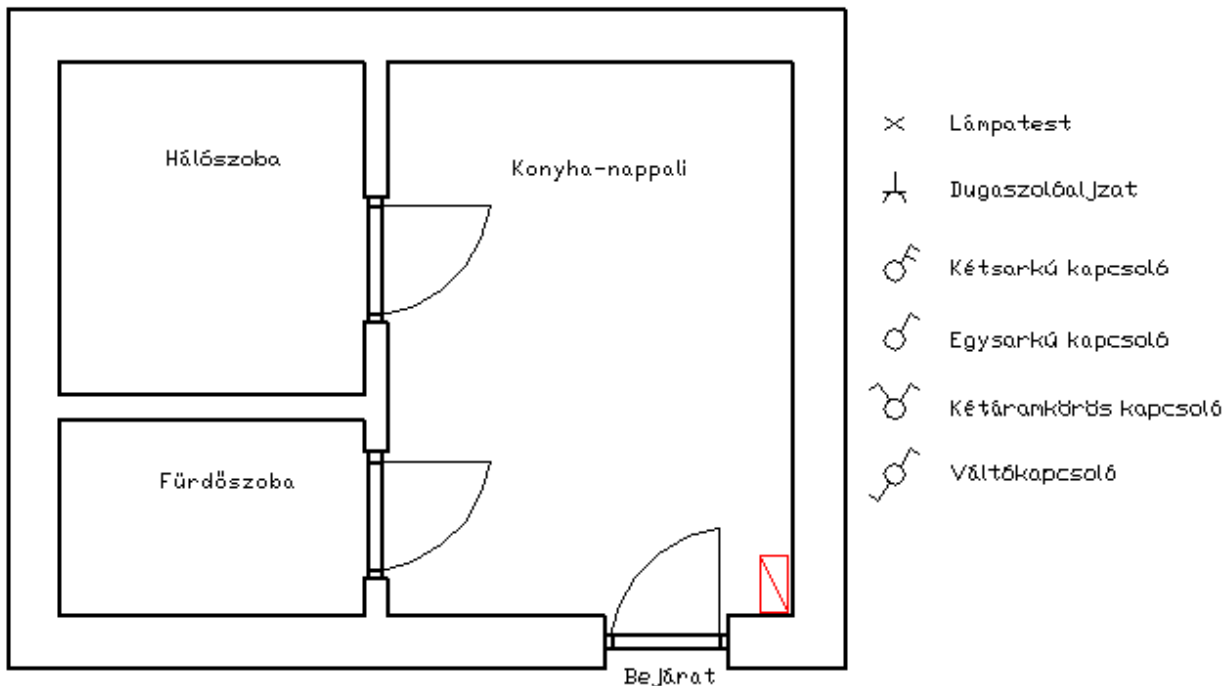 Hálószoba
Konyha-nappali
Fürdőszoba
Bejárat
Lámpatest
Dugaszolóaljzat
Kétsarkú kapcsoló
Egysarkú kapcsoló
Kétáramkörös kapcsoló
Váltókapcsoló